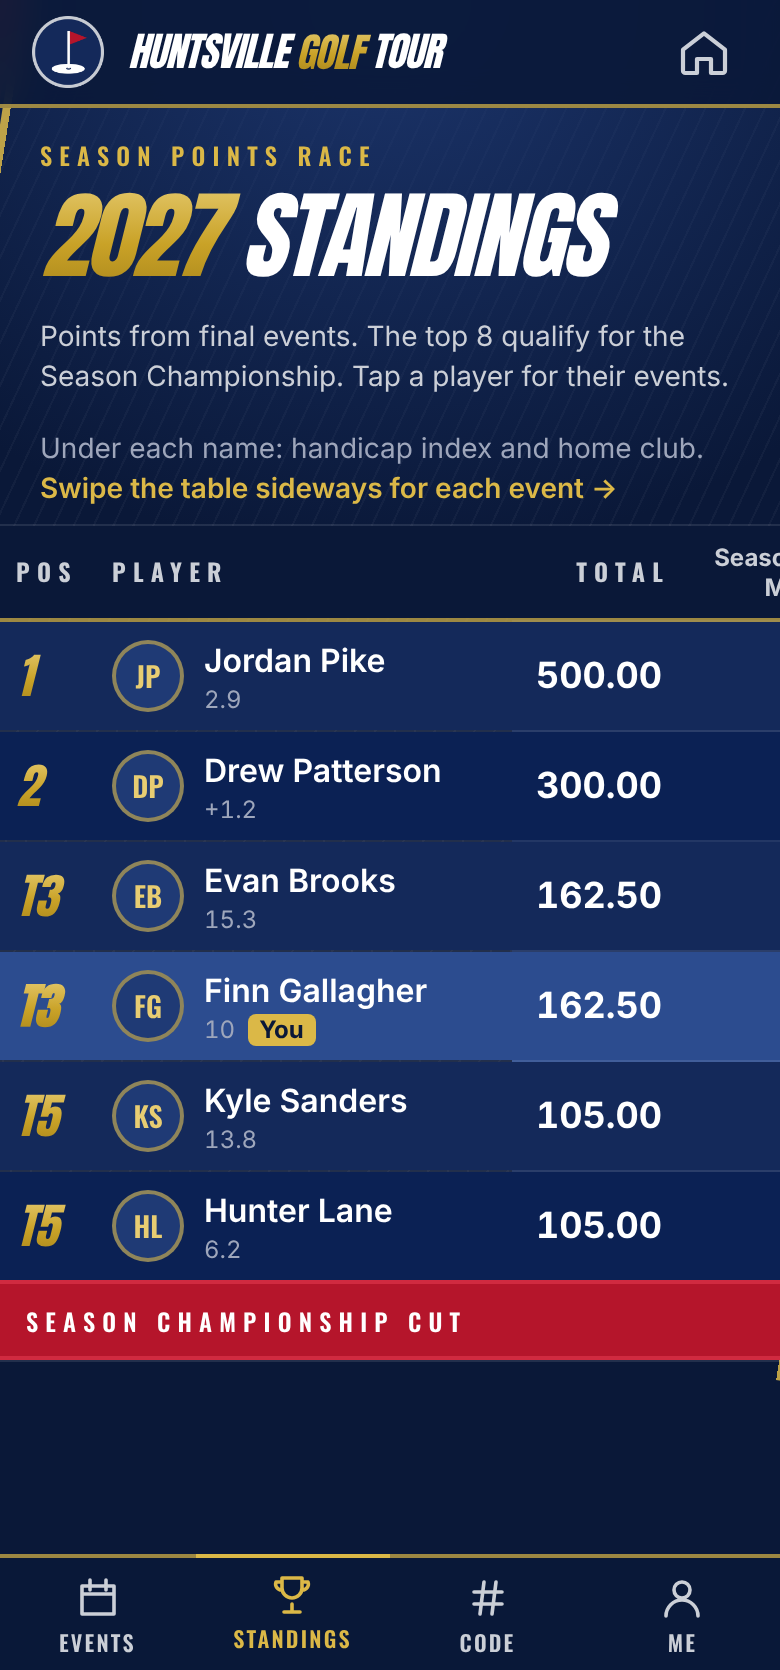 HUNTSVILLE GOLF TOUR
SEASON POINTS RACE
2027 STANDINGS
Points from final events. The top 8 qualify for the
Season Championship. Tap a player for their events.
Under each name: handicap index and home club.
Swipe the table sideways for each event →
POS PLAYER TOTAL
1 JP Jordan Pike 500.00
2.9
2 DP Drew Patterson 300.00
+1.2
T3 EB Evan Brooks 162.50
15.3
T3 FG Finn Gallagher 162.50
10 You
T5 KS Kyle Sanders 105.00
13.8
T5 HL Hunter Lane 105.00
6.2
SEASON CHAMPIONSHIP CUT
EVENTS STANDINGS CODE ME